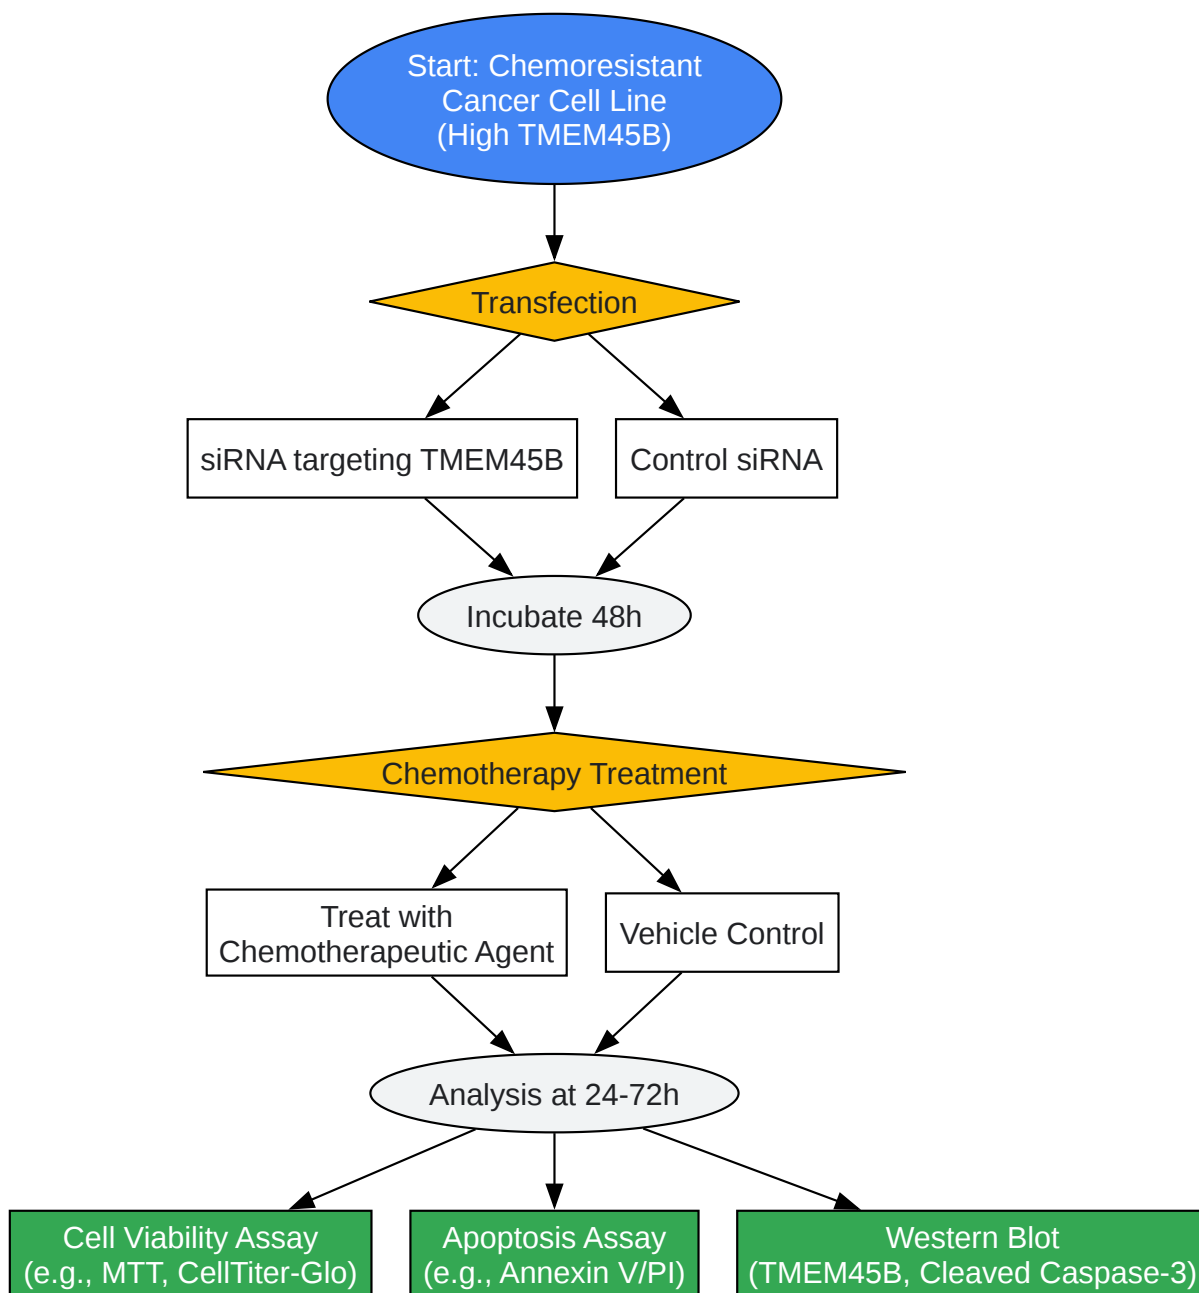 Start: Chemoresistant
Cancer Cell Line
(High TMEM45B)
Transfection
siRNA targeting TMEM45B
Control siRNA
Incubate 48h
Chemotherapy Treatment
Treat with
Chemotherapeutic Agent
Vehicle Control
Analysis at 24-72h
Cell Viability Assay
(e.g., MTT, CellTiter-Glo)
Apoptosis Assay
(e.g., Annexin V/PI)
Western Blot
(TMEM45B, Cleaved Caspase-3)